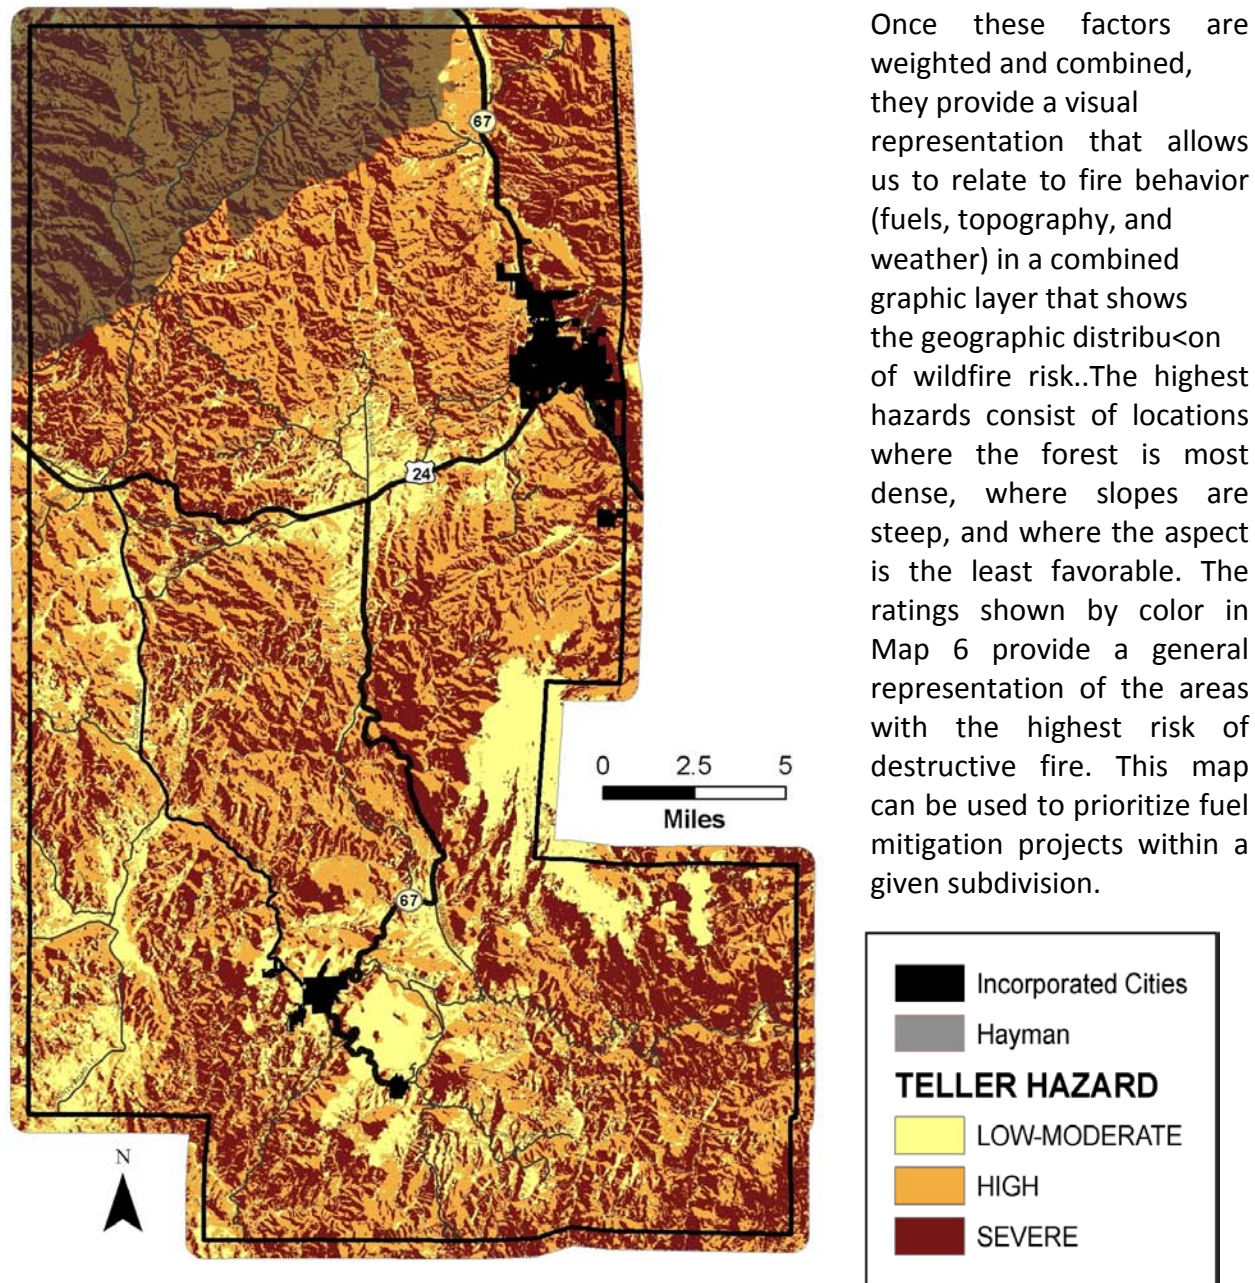 Once these factors are
weighted and combined,
they provide a visual
representation that allows
us to relate to fire behavior
(fuels, topography, and
weather) in a combined
graphic layer that shows
the geographic distribu<on
of wildfire risk..The highest
hazards consist of locations
where the forest is most
dense, where slopes are
steep, and where the aspect
is the least favorable. The
ratings shown by color in
Map 6 provide a general
representation of the areas
with the highest risk of
destructive fire. This map
can be used to prioritize fuel
mitigation projects within a
given subdivision.
67
24
0 2.5 5
Miles
67
N
Incorporated Cities
Hayman
TELLER HAZARD
LOW-MODERATE
HIGH
SEVERE